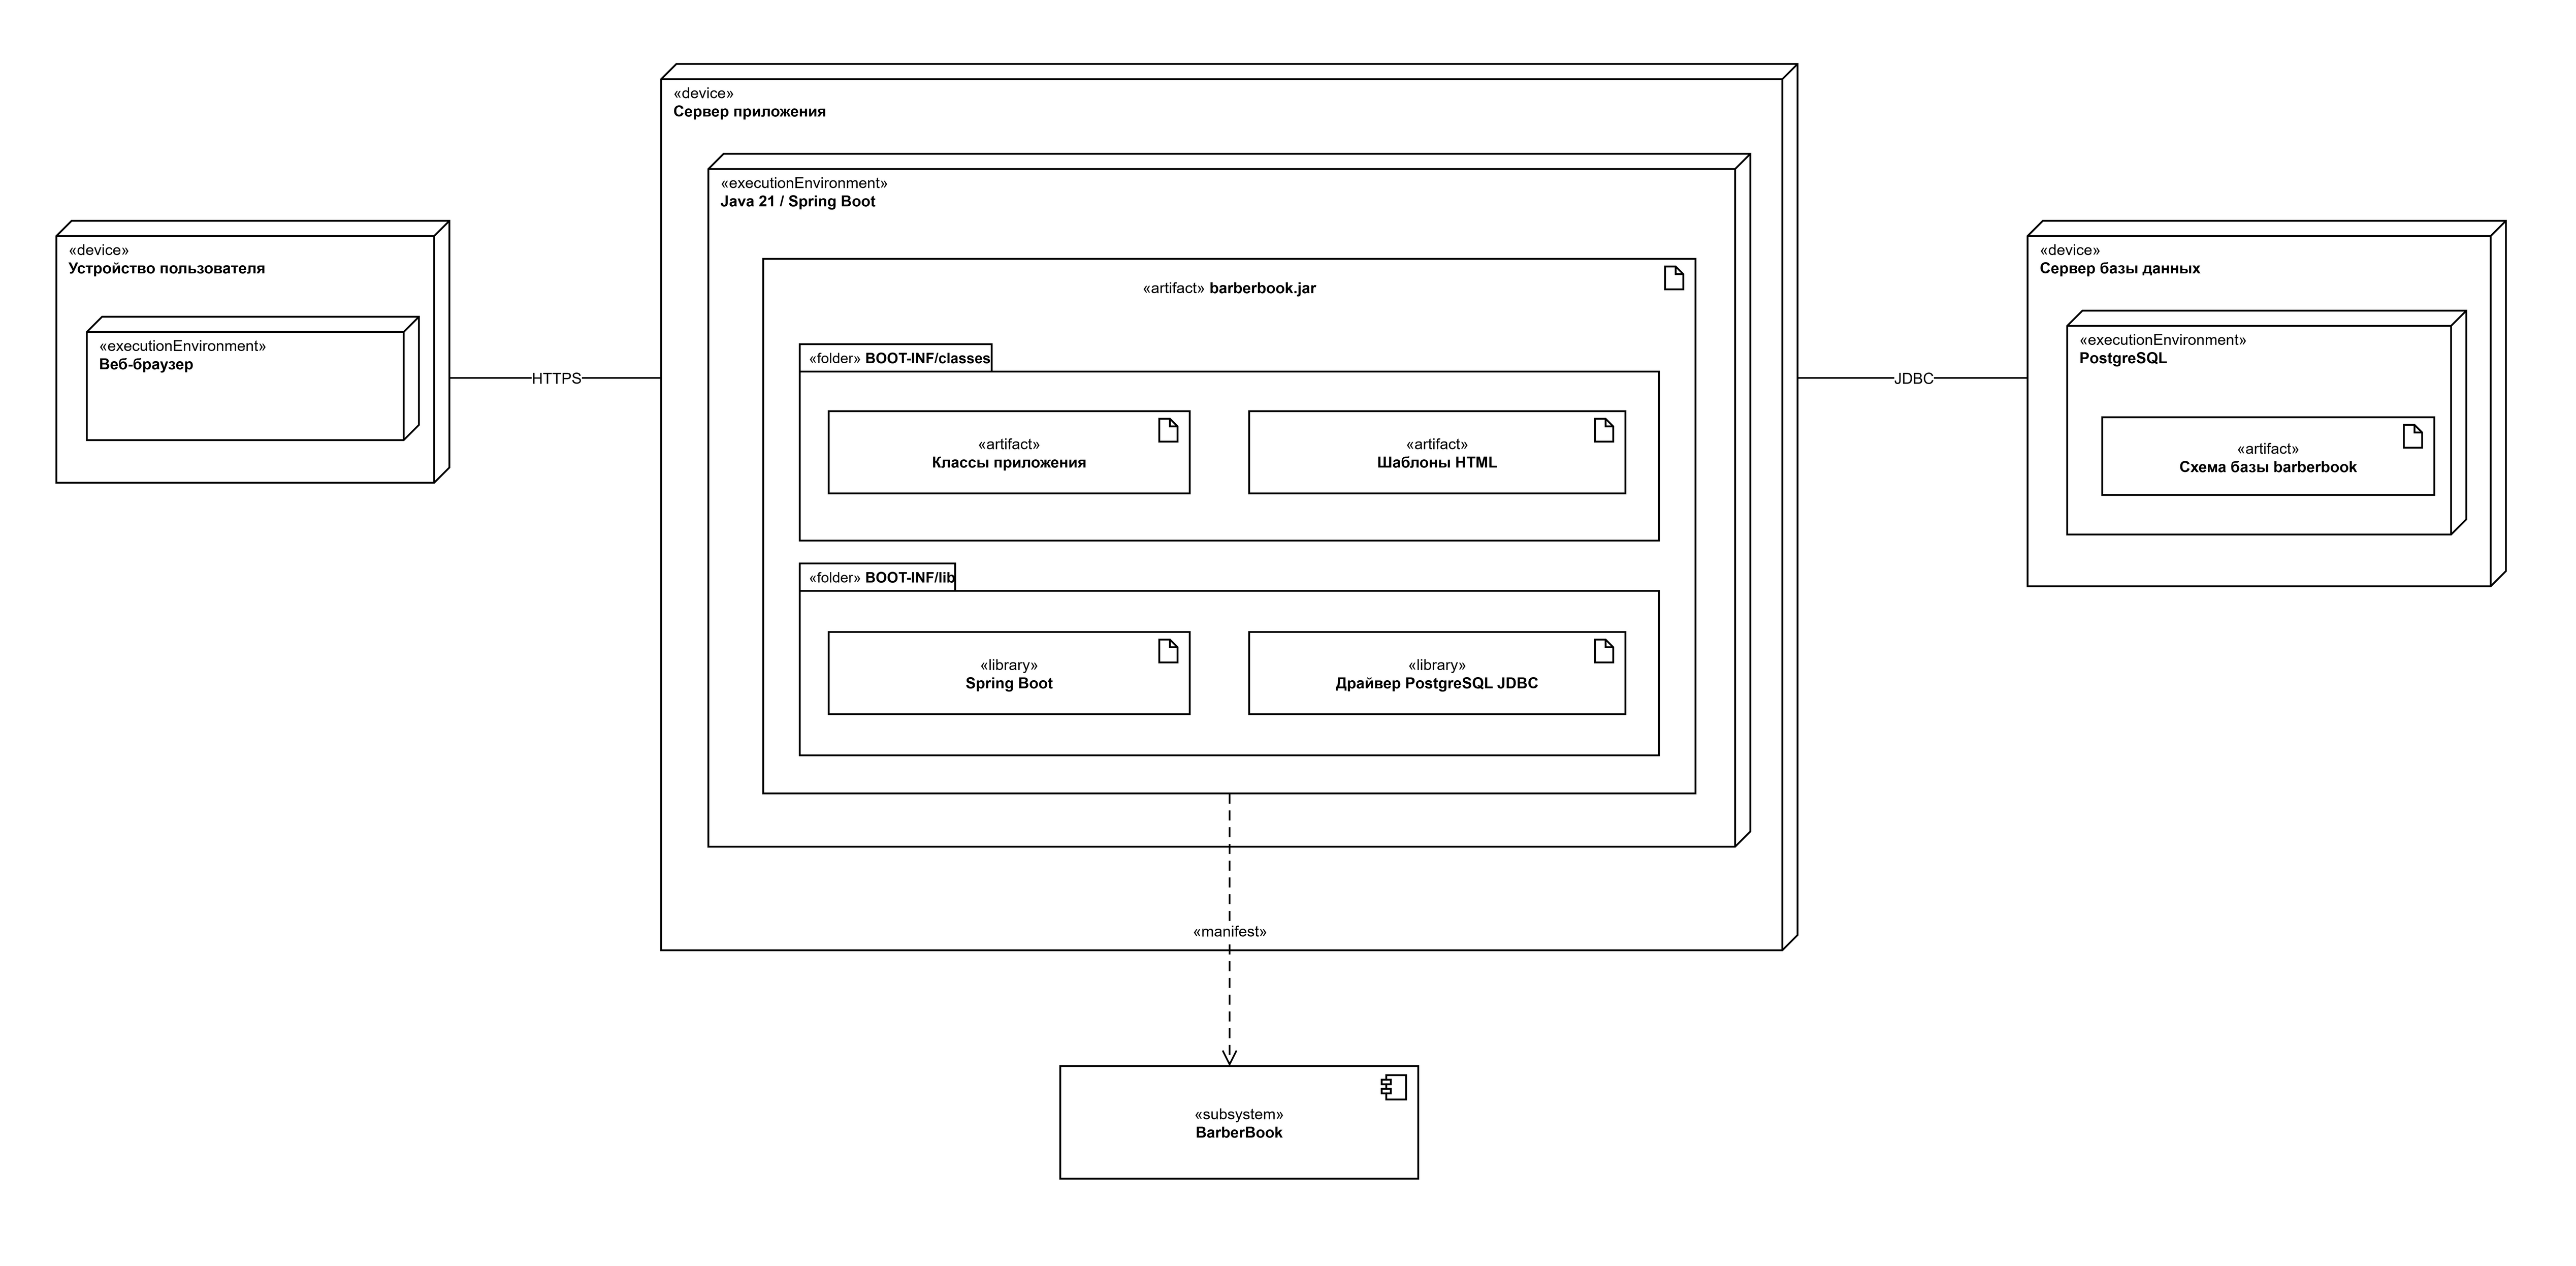 «device»
Сервер приложения
«executionEnvironment»
Java 21 / Spring Boot
«device»
Устройство пользователя
«executionEnvironment»
Веб-браузер
HTTPS
«artifact» barberbook.jar
«folder» BOOT-INF/classes
«artifact»
Классы приложения
«artifact»
Шаблоны HTML
«folder» BOOT-INF/lib
«library»
Spring Boot
«library»
Драйвер PostgreSQL JDBC
JDBC
«device»
Сервер базы данных
«executionEnvironment»
PostgreSQL
«artifact»
Схема базы barberbook
«manifest»
«subsystem»
BarberBook